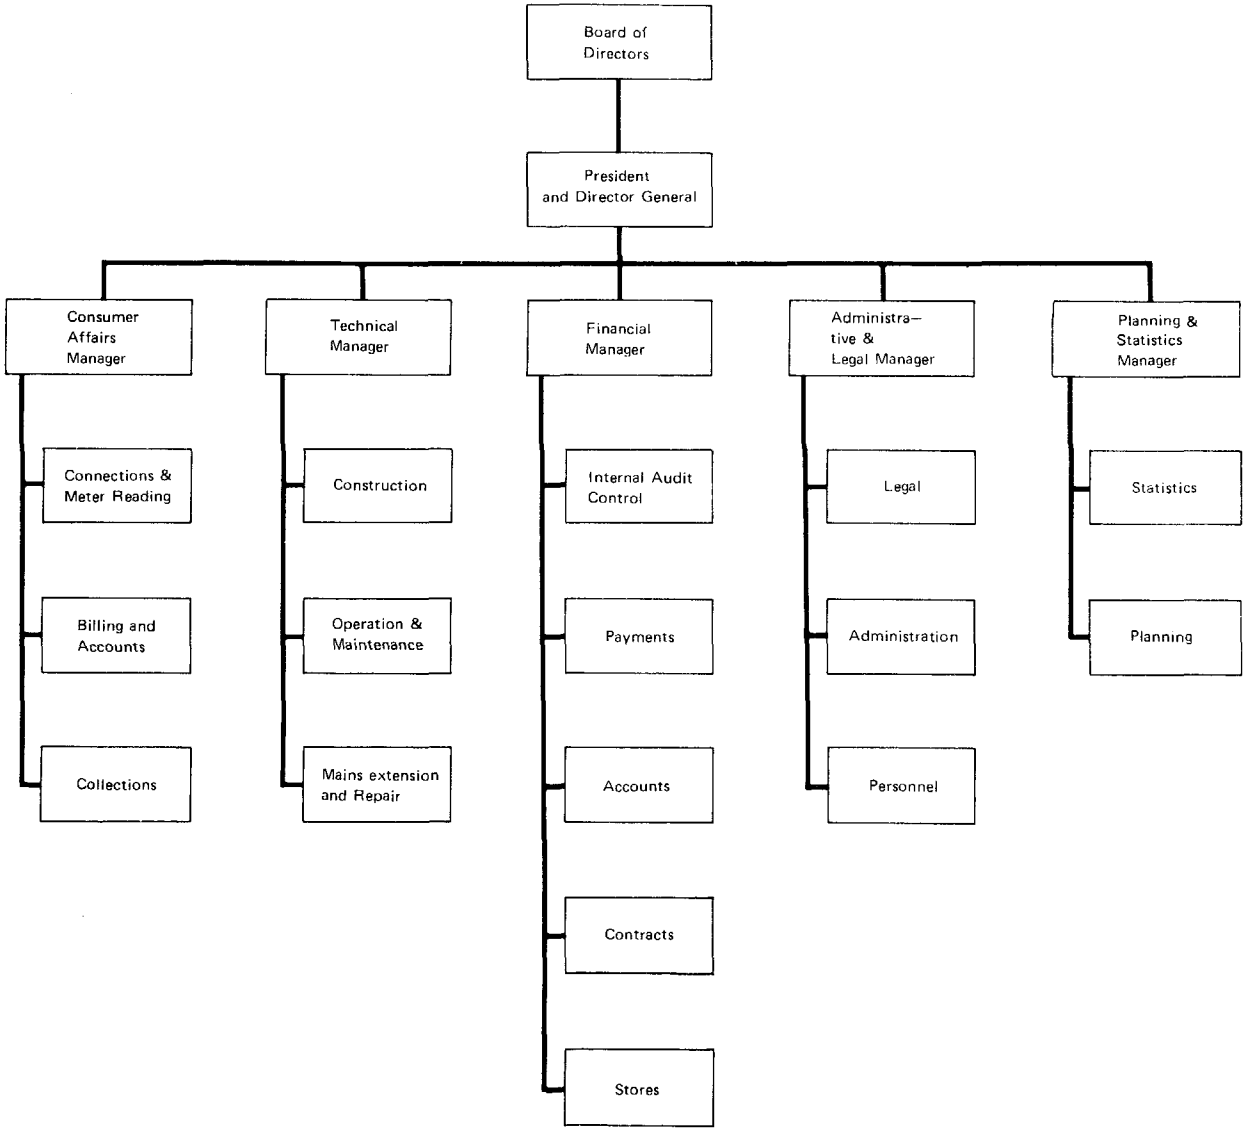 Board of
Directors
President
and Director General
Consumer
Affairs
Manager
Technical
Manager
Financial
Manager
Administra—
tive &
Legal Manager
Planning &
Statistics
Manager
Connections &
Meter Reading
Construction
Internal Audit
Control
Legal
Statistics
Billing and
Accounts
Operation &
Maintenance
Payments
Administration
Planning
Collections
Mains extension
and Repair
Accounts
Personnel
Contracts
Stores